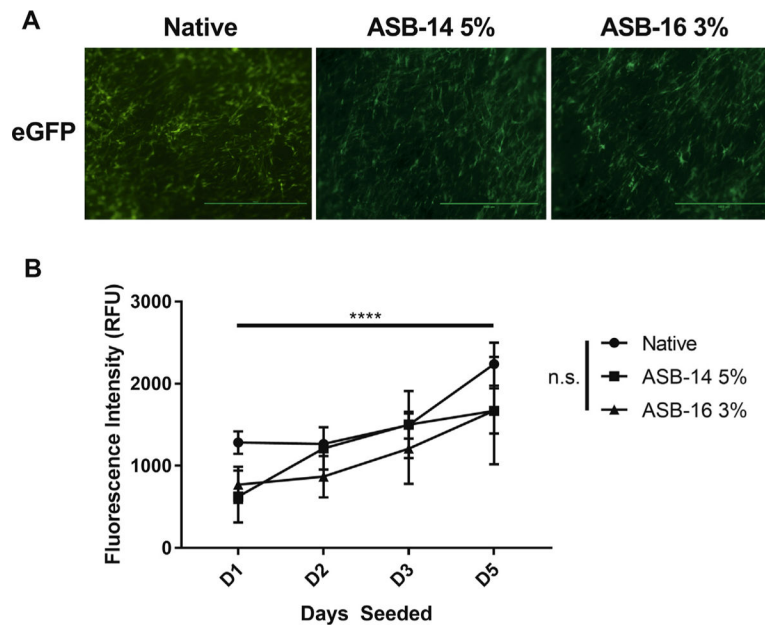 A
Native
ASB-14 5%
ASB-16 3%
eGFP
B
Fluorescence Intensity (RFU)
3000
2000
1000
0
****
D1
D2
D3
D5
Days Seeded
n.s.
Native
ASB-14 5%
ASB-16 3%